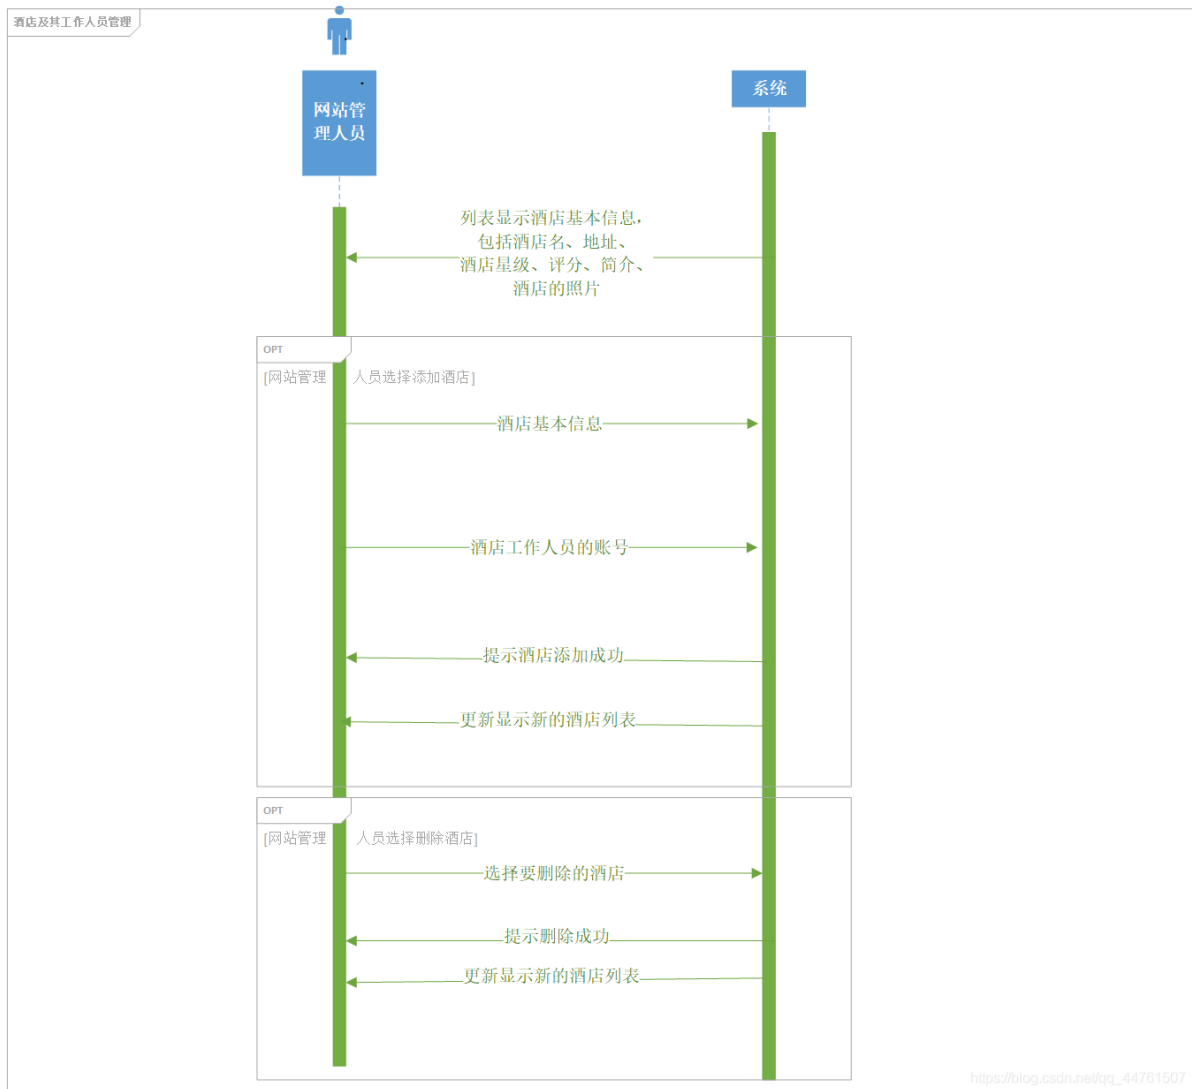 酒店及其工作人员管理
网站管
理人员
系统
列表显示酒店基本信息，
包括酒店名、地址、
酒店星级、评分、简介、
酒店的照片
OPT
[网站管理 人员选择添加酒店]
酒店基本信息
酒店工作人员的账号
提示酒店添加成功
更新显示新的酒店列表
OPT
[网站管理 人员选择删除酒店]
选择要删除的酒店
提示删除成功
更新显示新的酒店列表
https://blog.csdn.net/qq_44761507